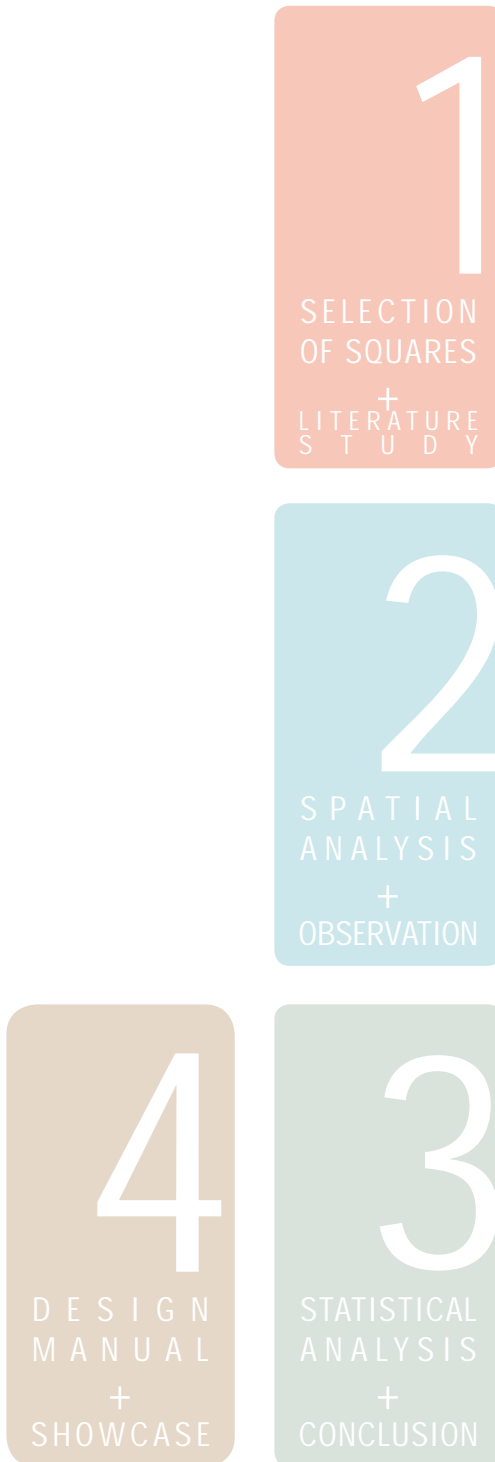 1
SELECTION
OF SQUARES
+
LITERATURE
STUDY
2
SPATIAL
ANALYSIS
+
OBSERVATION
3
STATISTICAL
ANALYSIS
+
CONCLUSION
4
DESIGN
MANUAL
+
SHOWCASE